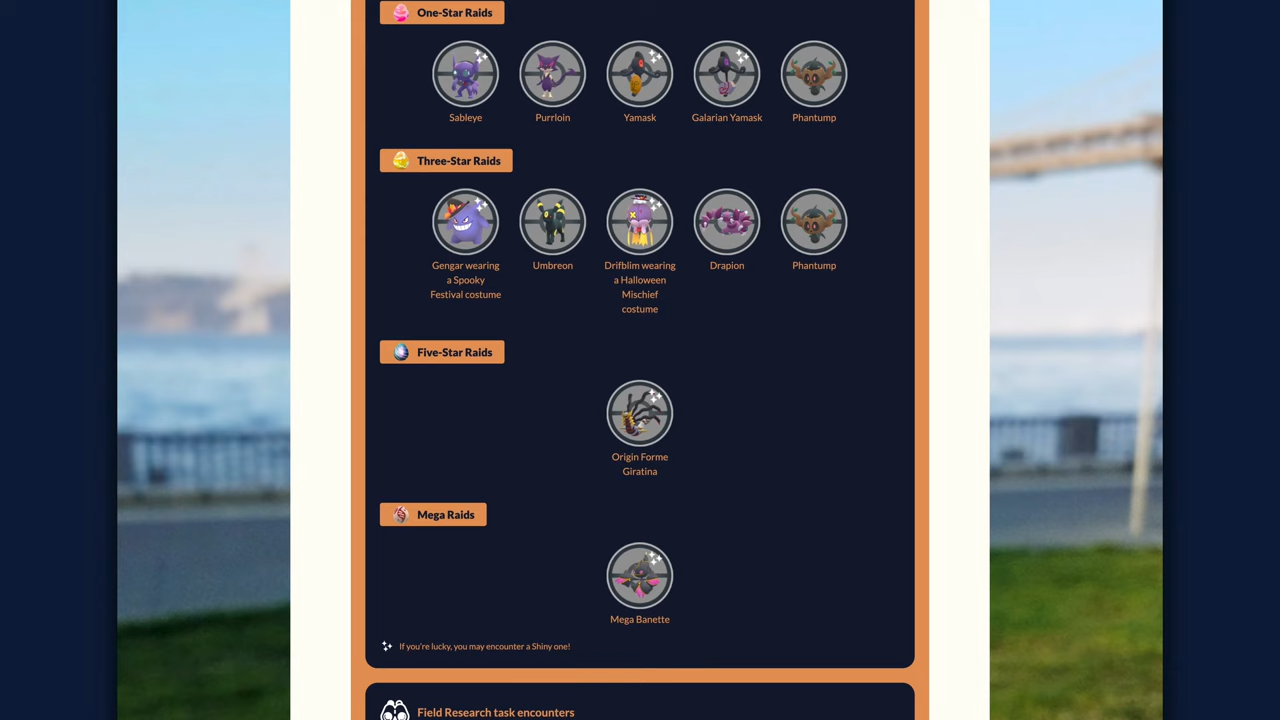 One-Star Raids
Sableye
Purrloin
Yamask
Galarian Yamask
Phantump
Three-Star Raids
Gengar wearing
a Spooky
Festival costume
Umbreon
Drifblim wearing
a Halloween
Mischief
costume
Drapion
Phantump
Five-Star Raids
Origin Forme
Giratina
Mega Raids
Mega Banette
If you're lucky, you may encounter a Shiny one!
Field Research task encounters